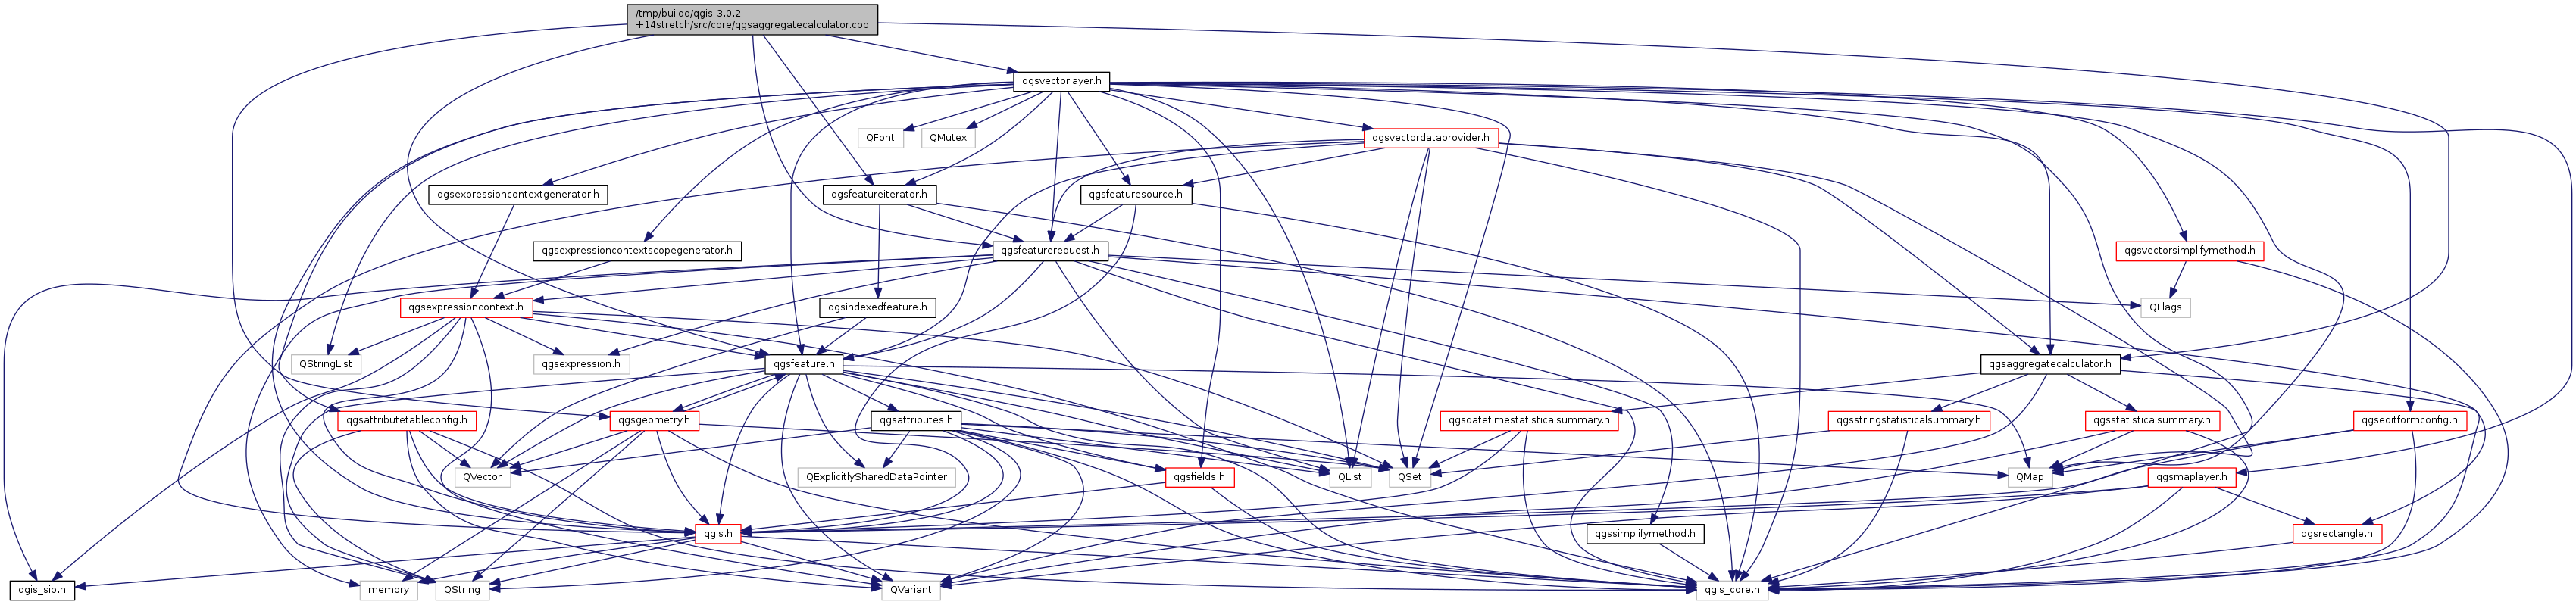 /tmp/buildd/qgis-3.0.2
+14stretch/src/core/qgsaggregatecalculator.cpp
qgsvectorlayer.h
QFont
QMutex
qgsvectordataprovider.h
qgsexpressioncontextgenerator.h
qgsfeatureiterator.h
qgsfeaturesource.h
qgsexpressioncontextscopegenerator.h
qgsfeaturerequest.h
qgsvectorsimplifymethod.h
qgsexpressioncontext.h
qgsindexedfeature.h
QFlags
QStringList
qgsexpression.h
qgsfeature.h
qgsaggregatecalculator.h
qgsattributetableconfig.h
qgsgeometry.h
qgsattributes.h
qgsdatetimestatisticalsummary.h
qgsstringstatisticalsummary.h
qgsstatisticalsummary.h
qgseditformconfig.h
QVector
QExplicitlySharedDataPointer
qgsfields.h
QList
QSet
QMap
qgsmaplayer.h
qgis.h
qgssimplifymethod.h
qgsrectangle.h
qgis_sip.h
memory
QString
QVariant
qgis_core.h